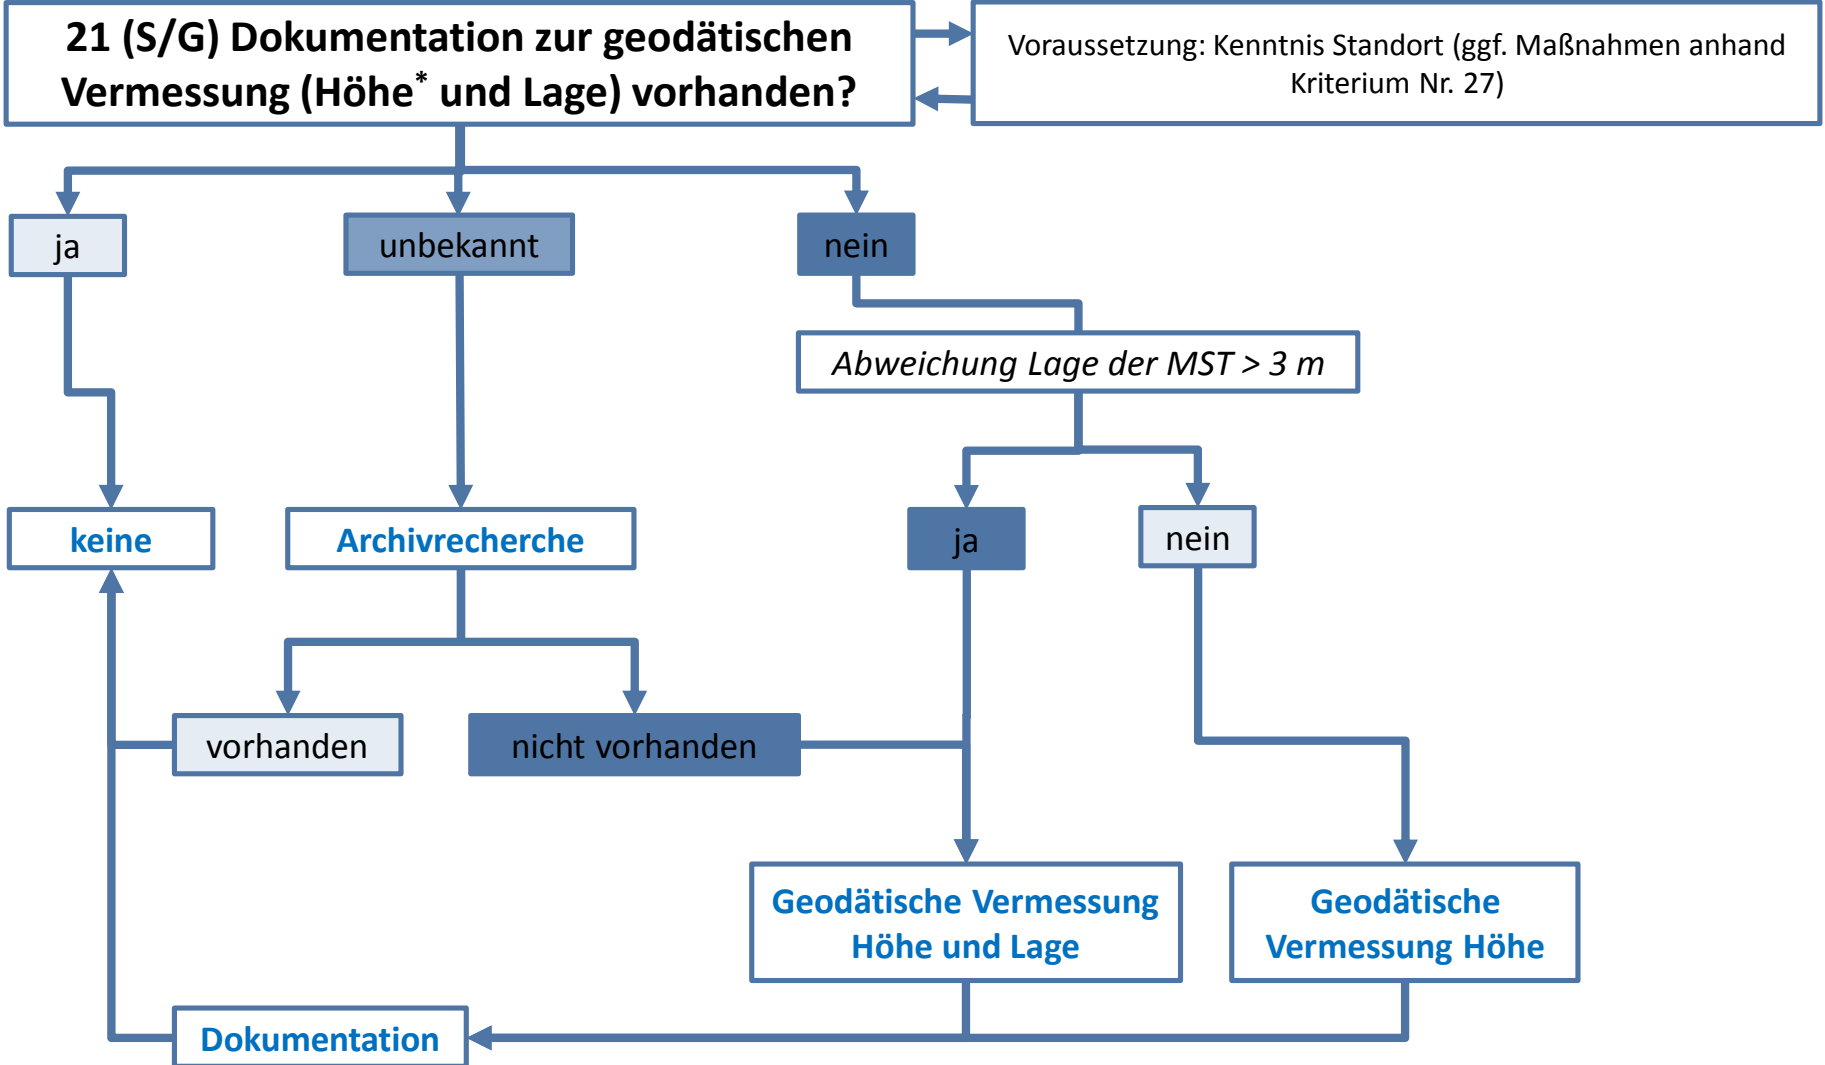 21 (S/G) Dokumentation zur geodätischen
Vermessung (Höhe* und Lage) vorhanden?
Voraussetzung: Kenntnis Standort (ggf. Maßnahmen anhand
Kriterium Nr. 27)
ja
unbekannt
nein
Abweichung Lage der MST > 3 m
keine
Archivrecherche
ja
nein
vorhanden
nicht vorhanden
Geodätische Vermessung
Höhe und Lage
Geodätische
Vermessung Höhe
Dokumentation